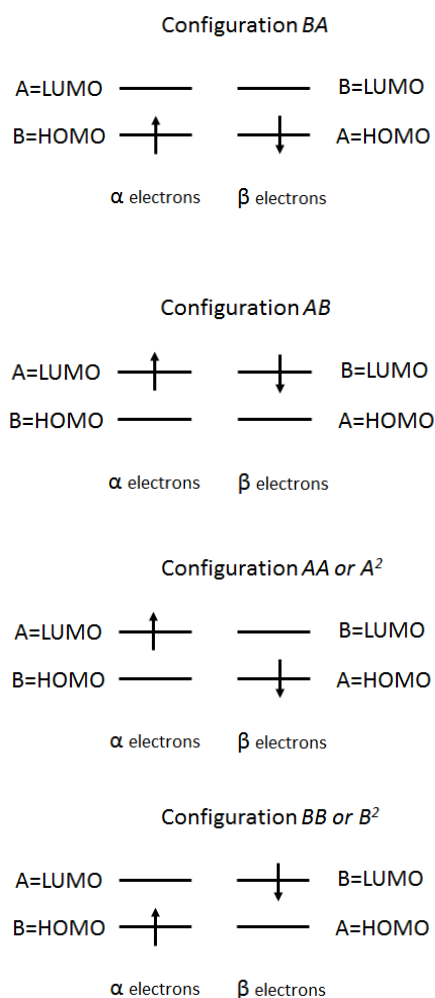 Configuration BA
A=LUMO B=LUMO
B=HOMO A=HOMO
α electrons β electrons
Configuration AB
A=LUMO B=LUMO
B=HOMO A=HOMO
α electrons β electrons
Configuration AA or A²
A=LUMO B=LUMO
B=HOMO A=HOMO
α electrons β electrons
Configuration BB or B²
A=LUMO B=LUMO
B=HOMO A=HOMO
α electrons β electrons